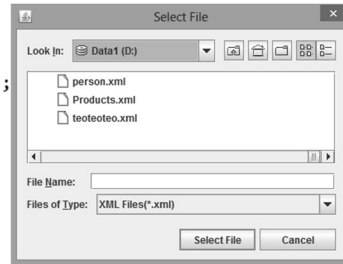 Select File
Look In: Data1 (D:)
;
person.xml
Products.xml
teoteoteo.xml
File Name:
Files of Type: XML Files(*.xml)
Select File Cancel